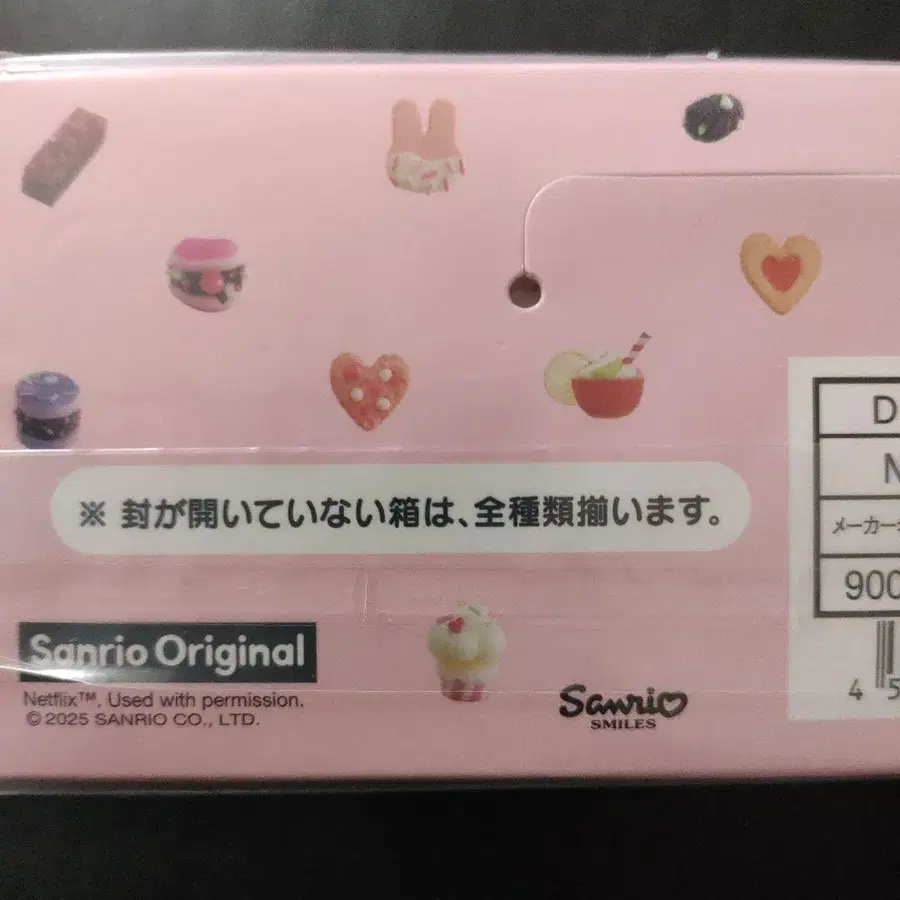 ※ 封が開いていない箱は、全種類揃います。
D
N
メーカー
900
4 5
Sanrio Original
Netflix™. Used with permission.
© 2025 SANRIO CO., LTD.
Sanrio
SMILES